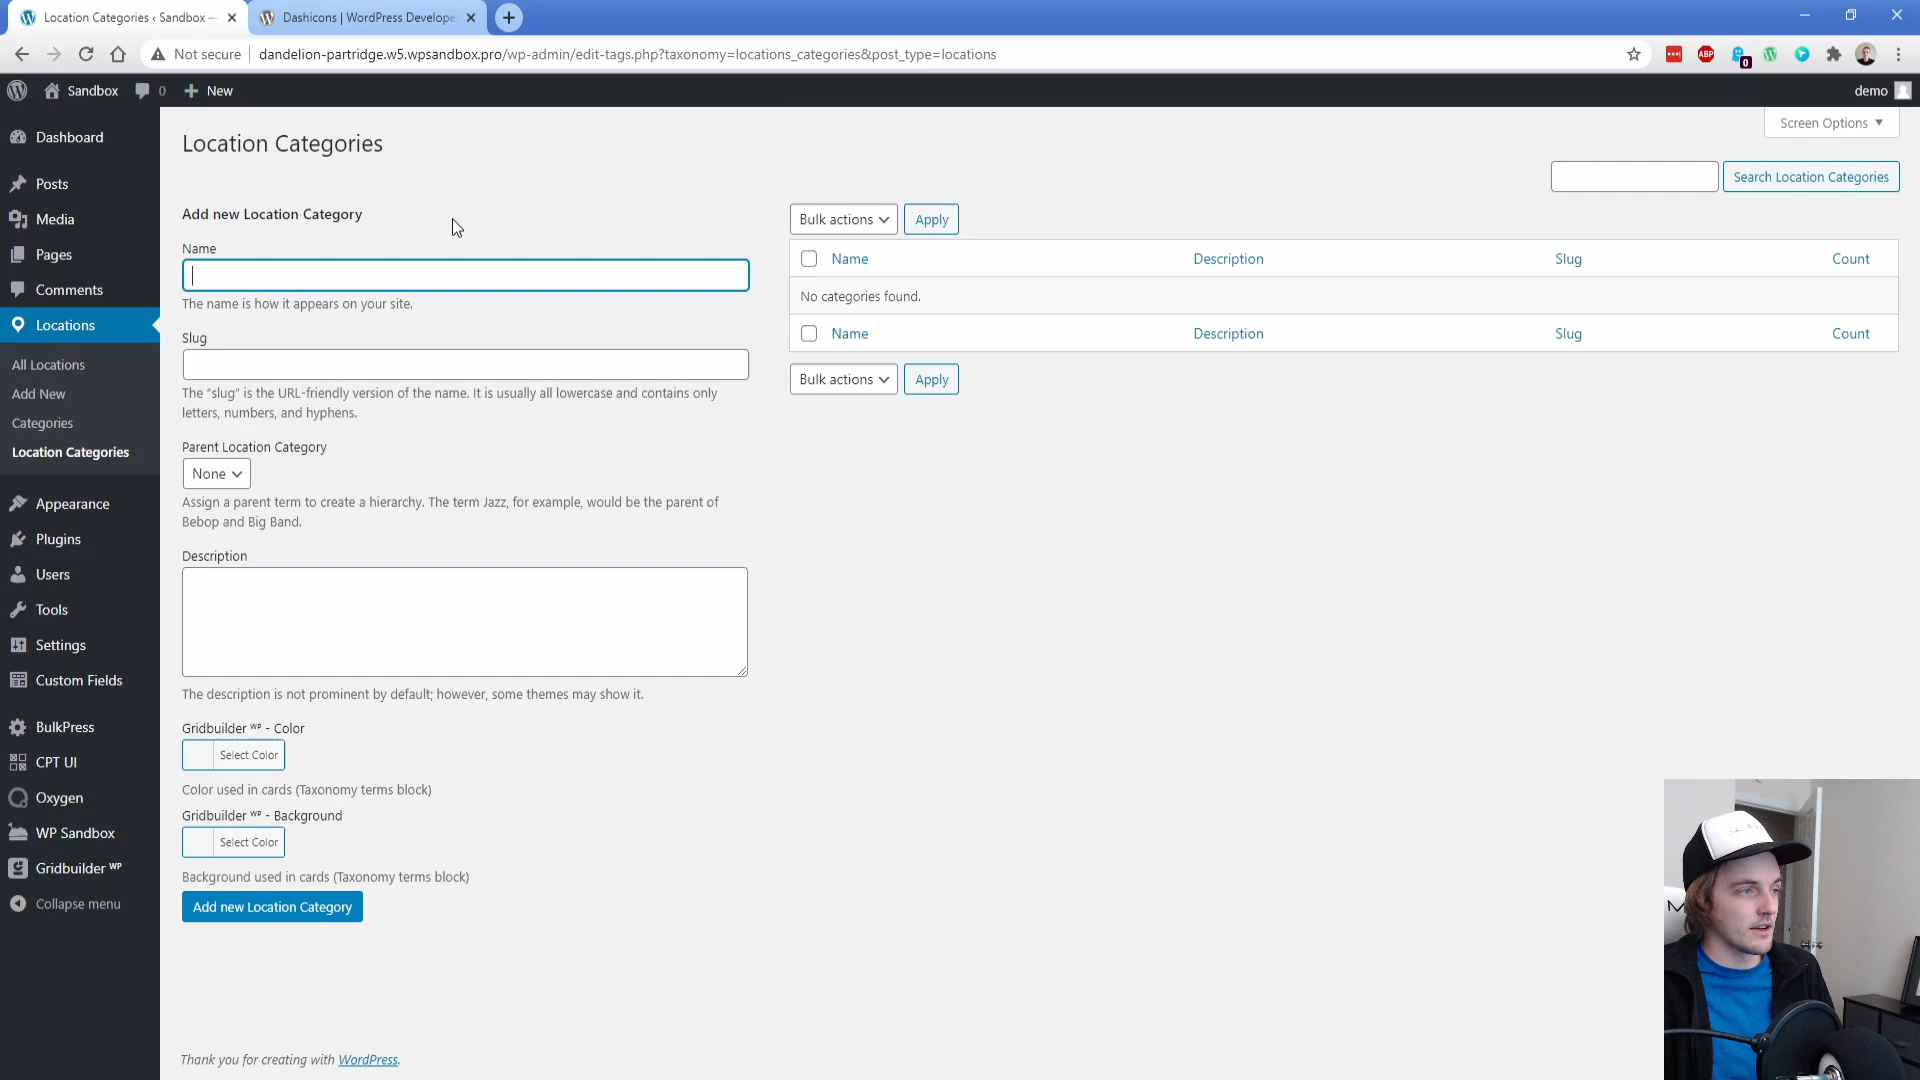 Location Categories ‹ Sandbox —
Dashicons | WordPress Develope
Not secure
dandelion-partridge.w5.wpsandbox.pro/wp-admin/edit-tags.php?taxonomy=locations_categories&post_type=locations
ABP
0
Sandbox
0
New
demo
Dashboard
Posts
Media
Pages
Comments
Locations
All Locations
Add New
Categories
Location Categories
Appearance
Plugins
Users
Tools
Settings
Custom Fields
BulkPress
CPT UI
Oxygen
WP Sandbox
Gridbuilder ᵂᴾ
Collapse menu
Location Categories
Screen Options
Search Location Categories
Add new Location Category
Name
The name is how it appears on your site.
Slug
The “slug” is the URL-friendly version of the name. It is usually all lowercase and contains only
letters, numbers, and hyphens.
Parent Location Category
None
Assign a parent term to create a hierarchy. The term Jazz, for example, would be the parent of
Bebop and Big Band.
Description
The description is not prominent by default; however, some themes may show it.
Gridbuilder ᵂᴾ - Color
Select Color
Color used in cards (Taxonomy terms block)
Gridbuilder ᵂᴾ - Background
Select Color
Background used in cards (Taxonomy terms block)
Add new Location Category
Bulk actions
Apply
Name Description Slug Count
No categories found.
Name Description Slug Count
Bulk actions
Apply
Thank you for creating with WordPress.